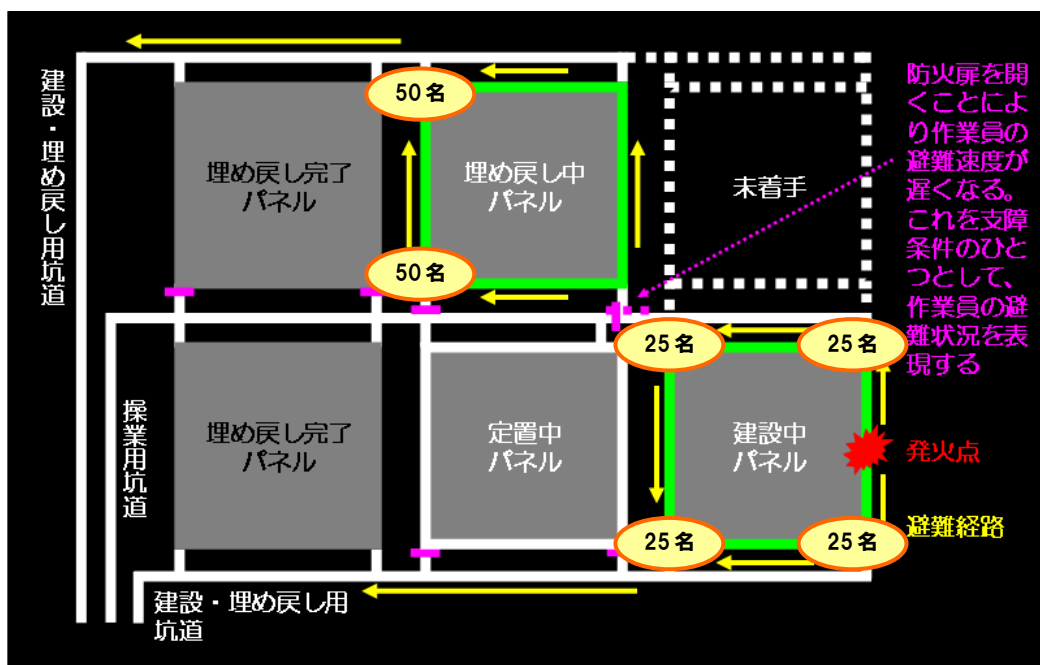 建設・埋め戻し用坑道
50名
埋め戻し完了
パネル
埋め戻し中
パネル
未着手
50名
防火扉を開
くことによ
り作業員の
避難速度が
遅くなる。
これを支障
条件のひと
つとして、
作業員の避
難状況を表
現する
25名
25名
操業用坑道
埋め戻し完了
パネル
定置中
パネル
建設中
パネル
発火点
25名
25名
避難経路
建設・埋め戻し用
坑道